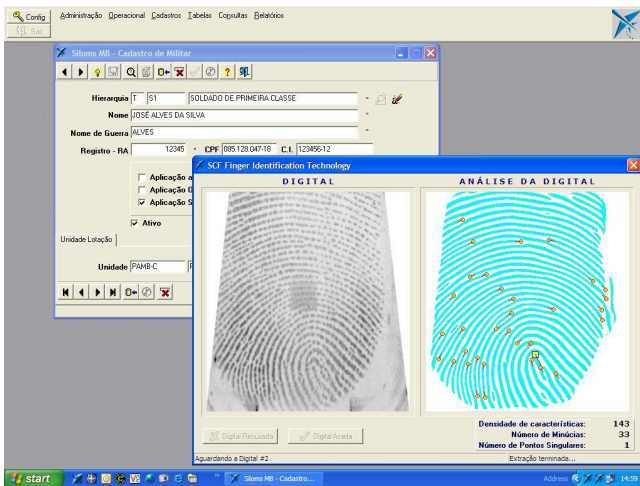 Config
Administração Operacional Cadastros Tabelas Consultas Relatórios
Sair
Siloms MB - Cadastro de Militar
Hierarquia T S1 SOLDADO DE PRIMEIRA CLASSE *
Nome JOSÉ ALVES DA SILVA *
Nome de Guerra ALVES *
Registro - RA 12345 * CPF 085.128.047-18 C.I. 123456-12
Aplicação a
Aplicação O
Aplicação S
Ativo
Unidade Lotação
Unidade PAMB-C
SCF Finger Identification Technology
DIGITAL
ANÁLISE DA DIGITAL
Digital Recusada Digital Aceita
Densidade de características: 143
Número de Minúcias: 33
Número de Pontos Singulares: 1
Aguardando a Digital #2
Extração terminada...
start
Siloms MB - Cadastro...
Address
14:59